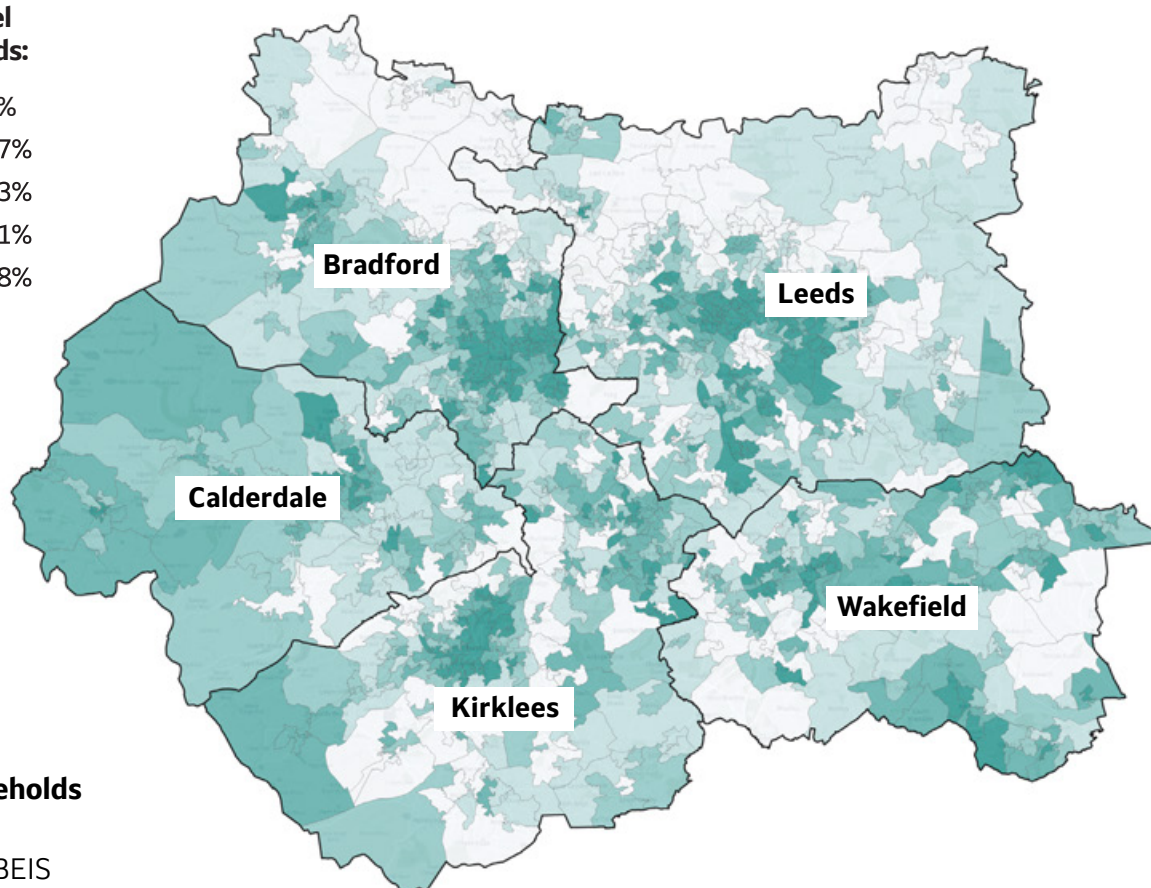 el
ds:
%
7%
3%
1%
8%
Bradford
Leeds
Calderdale
Wakefield
Kirklees
eholds
BEIS